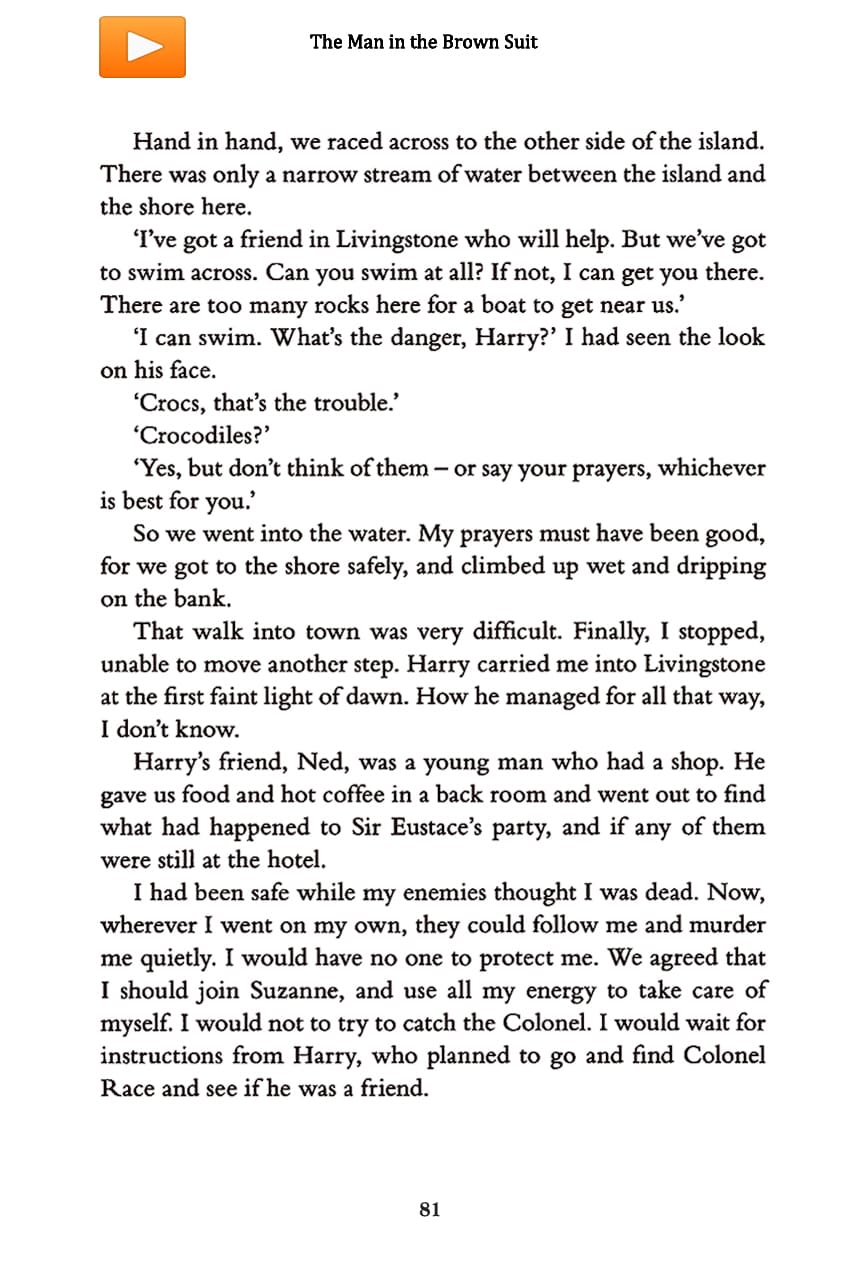 The Man in the Brown Suit
Hand in hand, we raced across to the other side of the island.
There was only a narrow stream of water between the island and
the shore here.
‘I’ve got a friend in Livingstone who will help. But we’ve got
to swim across. Can you swim at all? If not, I can get you there.
There are too many rocks here for a boat to get near us.’
‘I can swim. What’s the danger, Harry?’ I had seen the look
on his face.
‘Crocs, that’s the trouble.’
‘Crocodiles?’
‘Yes, but don’t think of them – or say your prayers, whichever
is best for you.’
So we went into the water. My prayers must have been good,
for we got to the shore safely, and climbed up wet and dripping
on the bank.
That walk into town was very difficult. Finally, I stopped,
unable to move another step. Harry carried me into Livingstone
at the first faint light of dawn. How he managed for all that way,
I don’t know.
Harry’s friend, Ned, was a young man who had a shop. He
gave us food and hot coffee in a back room and went out to find
what had happened to Sir Eustace’s party, and if any of them
were still at the hotel.
I had been safe while my enemies thought I was dead. Now,
wherever I went on my own, they could follow me and murder
me quietly. I would have no one to protect me. We agreed that
I should join Suzanne, and use all my energy to take care of
myself. I would not to try to catch the Colonel. I would wait for
instructions from Harry, who planned to go and find Colonel
Race and see if he was a friend.
81